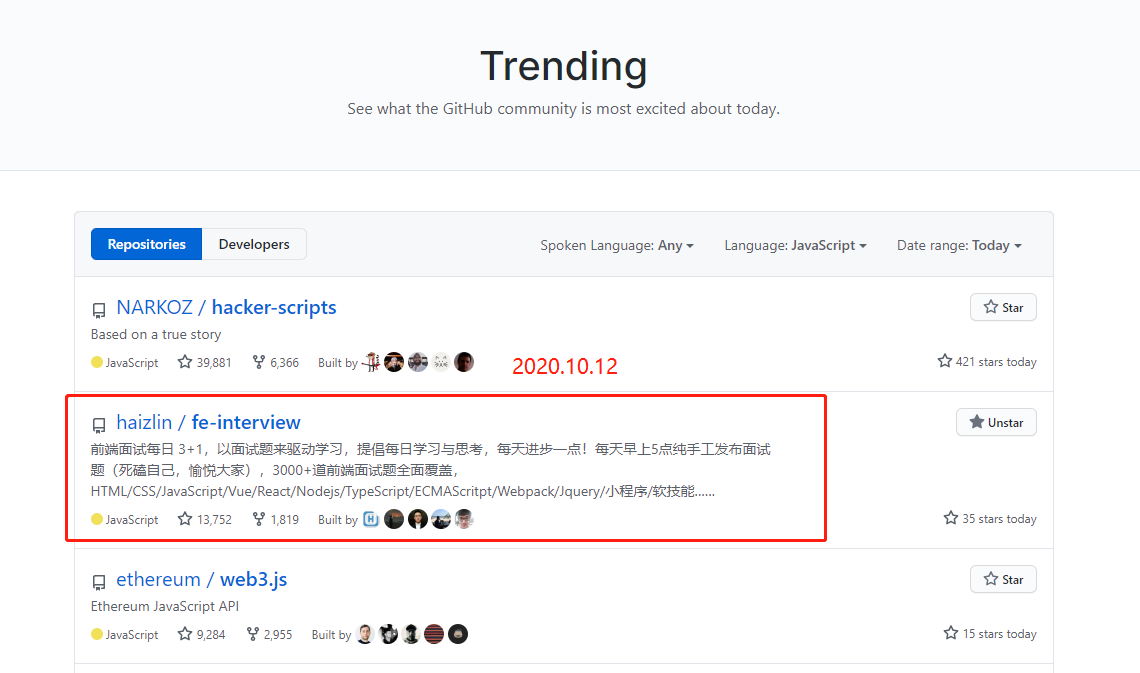 Trending
See what the GitHub community is most excited about today.
Repositories Developers Spoken Language: Any Language: JavaScript Date range: Today
NARKOZ / hacker-scripts Star
Based on a true story
JavaScript 39,881 6,366 Built by 421 stars today
2020.10.12
haizlin / fe-interview Unstar
前端面试每日 3+1，以面试题来驱动学习，提倡每日学习与思考，每天进步一点！每天早上5点纯手工发布面试
题（死磕自己，愉悦大家），3000+道前端面试题全面覆盖，
HTML/CSS/JavaScript/Vue/React/Nodejs/TypeScript/ECMAScritpt/Webpack/Jquery/小程序/软技能……
JavaScript 13,752 1,819 Built by 35 stars today
ethereum / web3.js Star
Ethereum JavaScript API
JavaScript 9,284 2,955 Built by 15 stars today